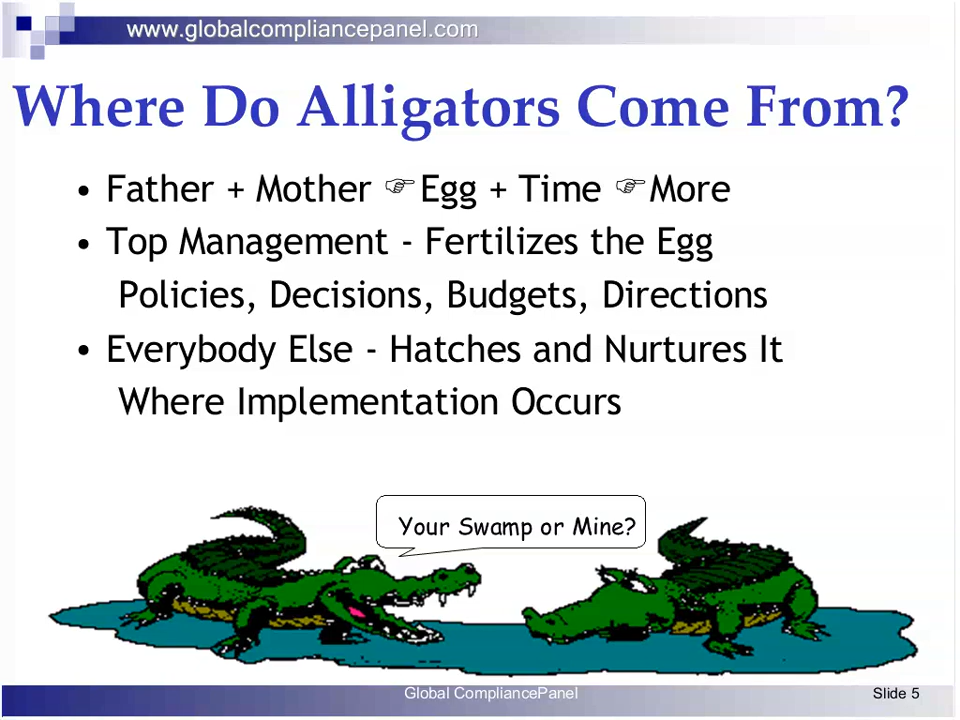 www.globalcompliancepanel.com
Where Do Alligators Come From?
• Father + Mother ☞Egg + Time ☞More
• Top Management - Fertilizes the Egg
Policies, Decisions, Budgets, Directions
• Everybody Else - Hatches and Nurtures It
Where Implementation Occurs
Your Swamp or Mine?
Global CompliancePanel
Slide 5